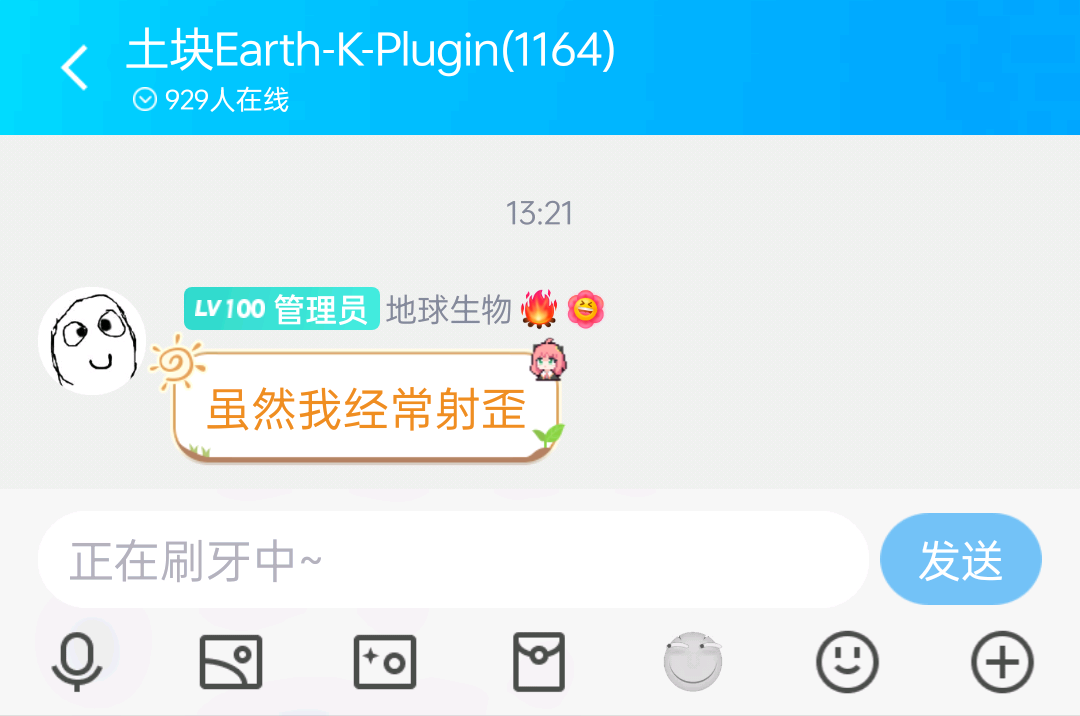 土块Earth-K-Plugin(1164)
929人在线
13:21
LV100 管理员 地球生物🔥
虽然我经常射歪
正在刷牙中~
发送